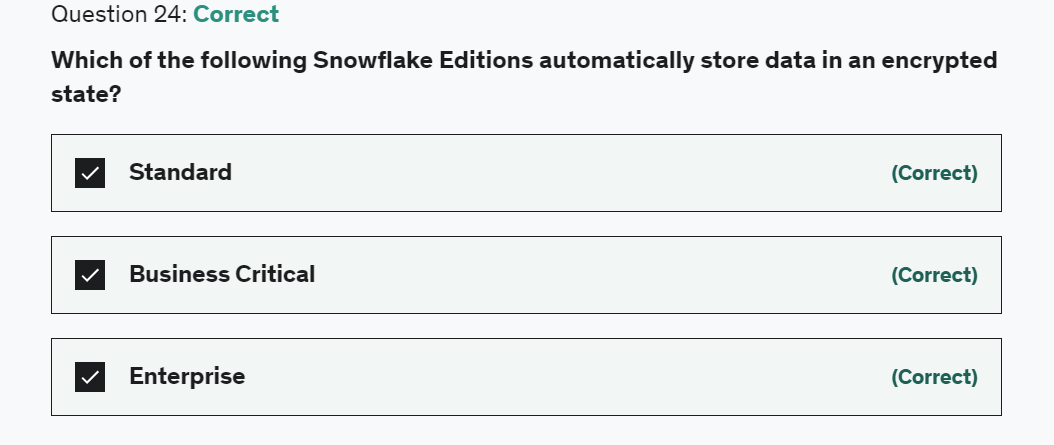 Question 24: Correct
Which of the following Snowflake Editions automatically store data in an encrypted
state?
Standard (Correct)
Business Critical (Correct)
Enterprise (Correct)